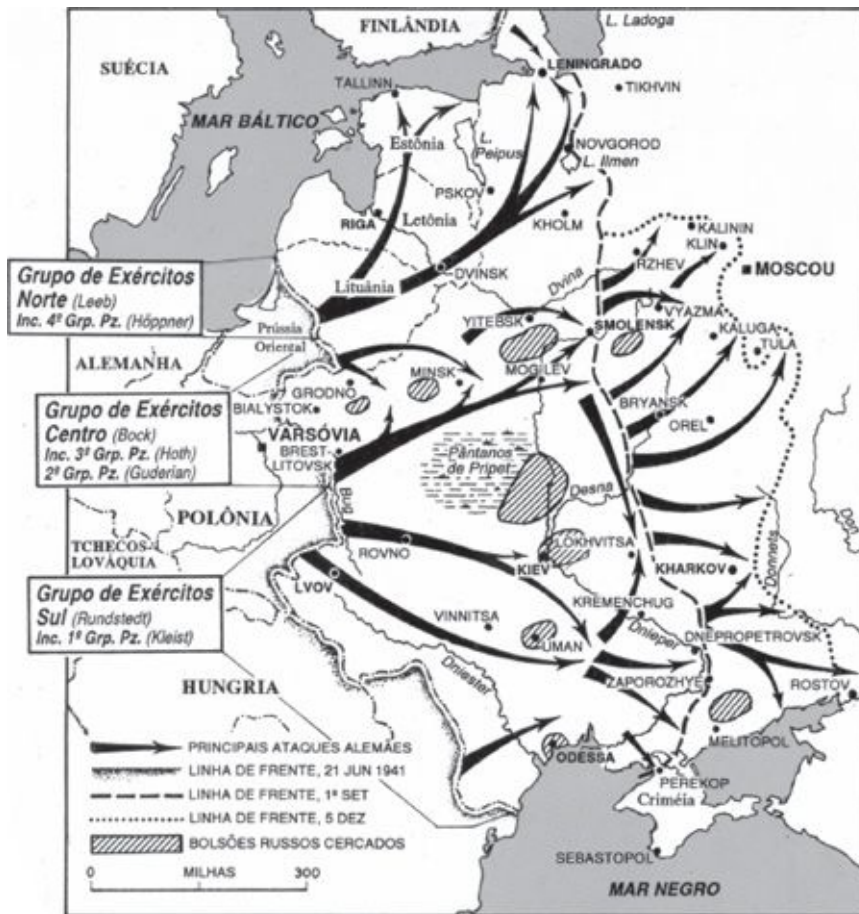 FINLÂNDIA
L. Ladoga
SUÉCIA
LENINGRADO
TALLINN
TIKHVIN
MAR BÁLTICO
Estônia
L. Peipus
NOVGOROD
L. Ilmen
PSKOV
RIGA
Letônia
KHOLM
KALININ
KLIN
Grupo de Exércitos
Norte (Leeb)
Inc. 4º Grp. Pz. (Höppner)
DVINSK
Lituânia
Dvina
RZHEV
MOSCOU
Prússia
Oriental
YITEBSK
SMOLENSK
VYAZMA
KALUGA
TULA
ALEMANHA
GRODNO
MINSK
MOGILEV
BIALYSTOK
BRYANSK
OREL
Grupo de Exércitos
Centro (Bock)
Inc. 3º Grp. Pz. (Hoth)
2º Grp. Pz. (Guderian)
VARSÓVIA
BREST-
LITOVSK
Pântanos
de Pripet
Bug
Desna
Don
POLÔNIA
TCHECOS-
LOVÁQUIA
ROVNO
KIEV
LOKHVITSA
KHARKOV
Donnets
LVOV
Grupo de Exércitos
Sul (Rundstedt)
Inc. 1º Grp. Pz. (Kleist)
VINNITSA
KREMENCHUG
UMAN
Dnieper
DNEPROPETROVSK
Dniester
ZAPOROZHYE
ROSTOV
HUNGRIA
MELITOPOL
ODESSA
PEREKOP
Criméia
SEBASTOPOL
MAR NEGRO
PRINCIPAIS ATAQUES ALEMÃES
LINHA DE FRENTE, 21 JUN 1941
LINHA DE FRENTE, 1º SET
LINHA DE FRENTE, 5 DEZ
BOLSÕES RUSSOS CERCADOS
0 MILHAS 300